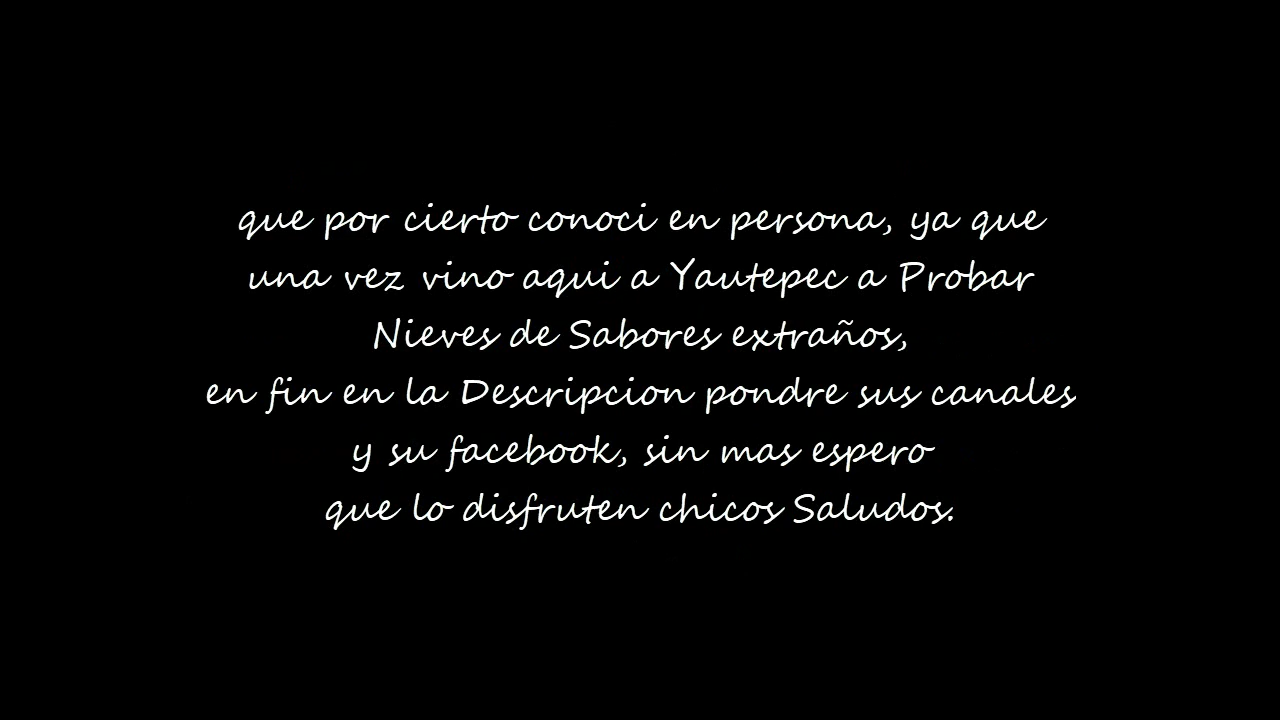 que por cierto conoci en persona, ya que
una vez vino aqui a Yautepec a Probar
Nieves de Sabores extraños,
en fin en la Descripcion pondre sus canales
y su facebook, sin mas espero
que lo disfruten chicos Saludos.